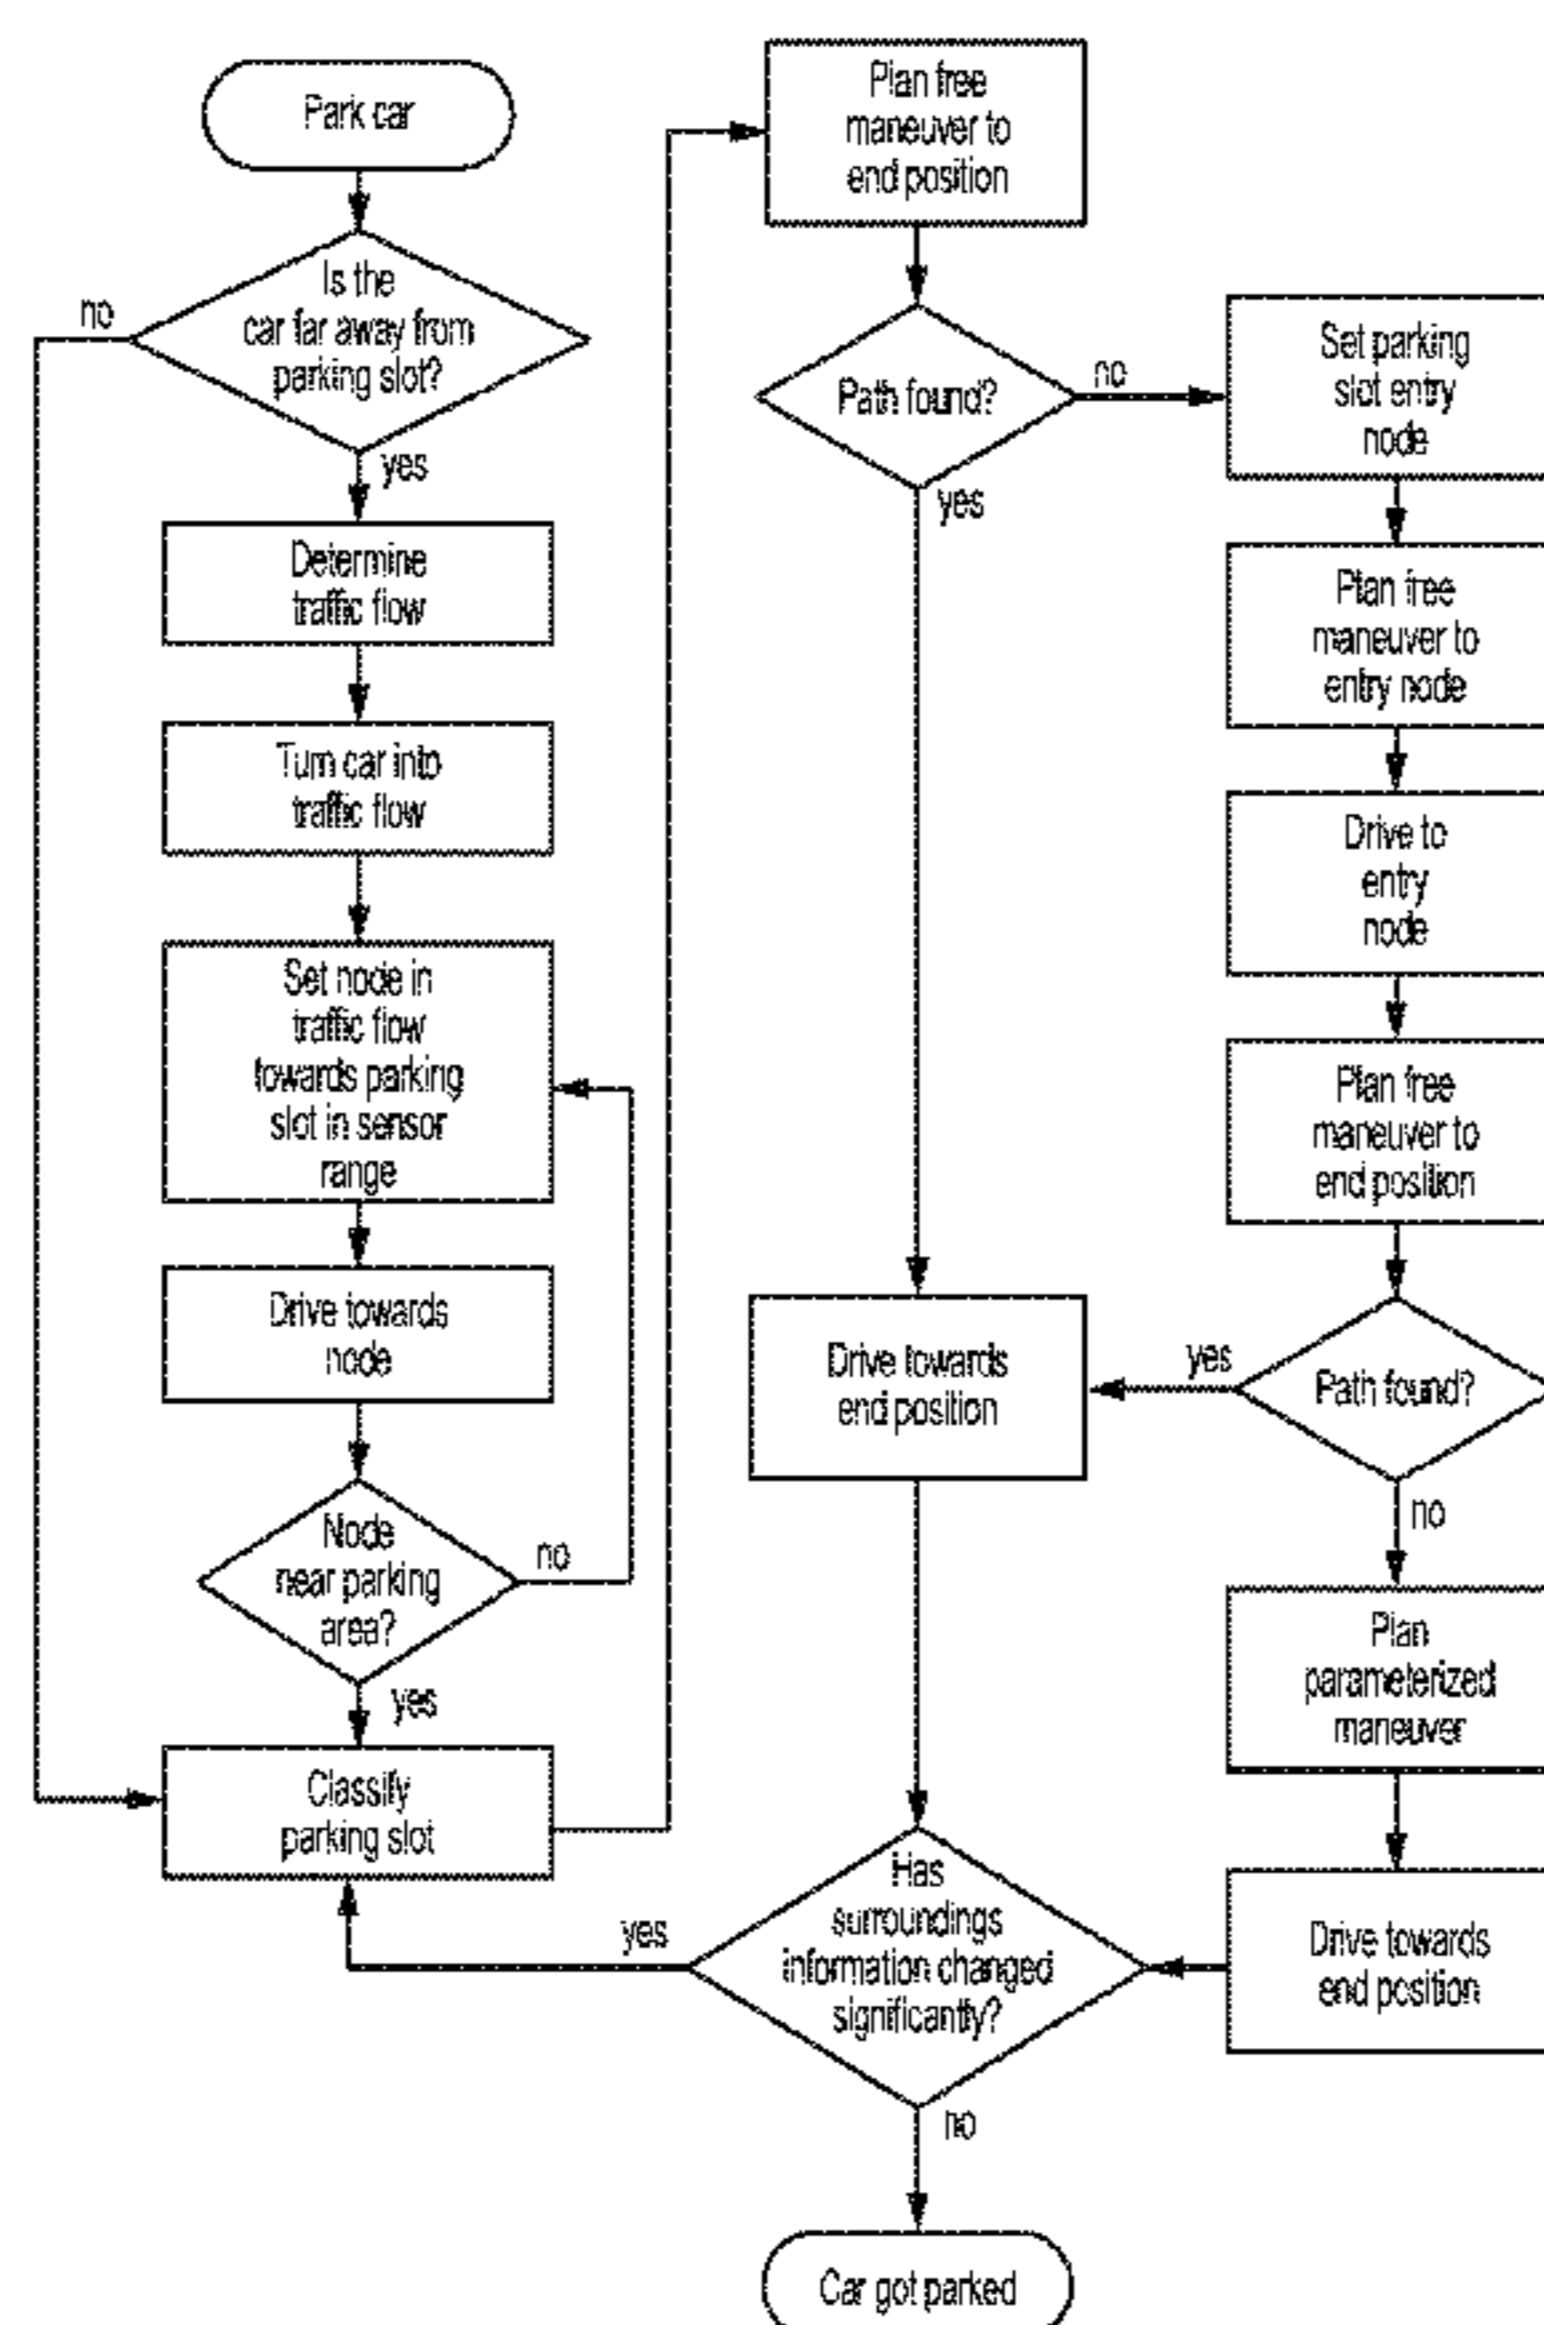 Park car
Is the
car far away from
parking slot?
no
yes
Determine
traffic flow
Turn car into
traffic flow
Set node in
traffic flow
towards parking
slot in sensor
range
Drive towards
node
Node
near parking
area?
no
yes
Classify
parking slot
Plan free
maneuver to
end position
Path found?
no
yes
Set parking
slot entry
node
Plan free
maneuver to
entry node
Drive to
entry
node
Plan free
maneuver to
end position
Path found?
yes
no
Drive towards
end position
Plan
parameterized
maneuver
Drive towards
end position
Has
surroundings
information changed
significantly?
yes
no
Car got parked